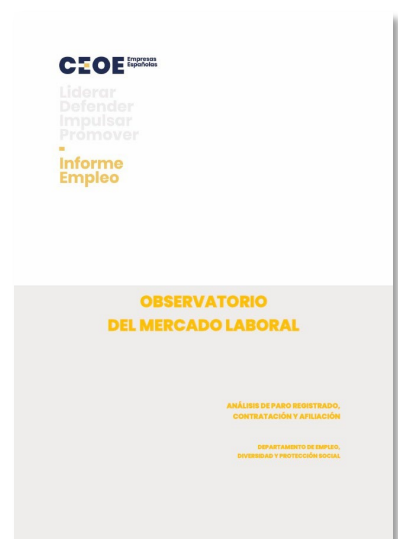 CEOE Empresas
Españolas
Liderar
Defender
Impulsar
Promover
Informe
Empleo
OBSERVATORIO
DEL MERCADO LABORAL
ANÁLISIS DE PARO REGISTRADO,
CONTRATACIÓN Y AFILIACIÓN
DEPARTAMENTO DE EMPLEO,
DIVERSIDAD Y PROTECCIÓN SOCIAL